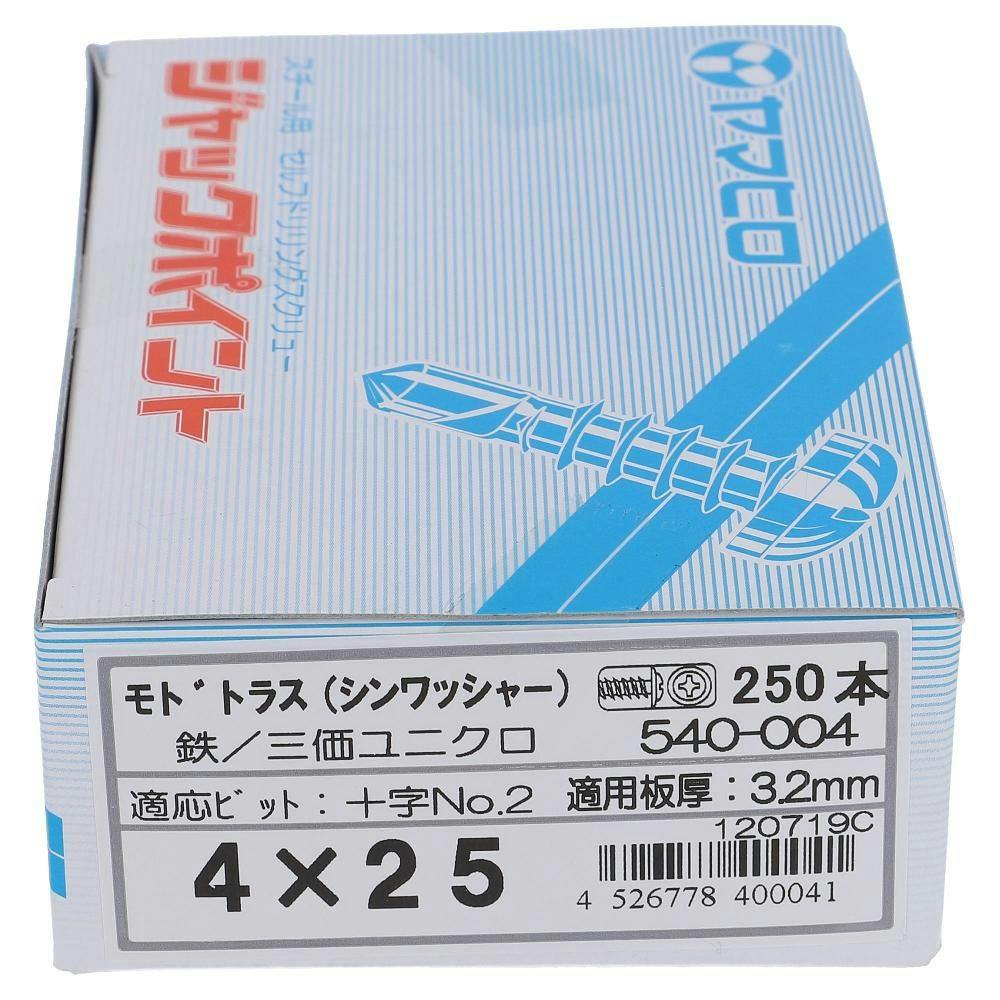 ヤマヒロ
スチール用 セルフドリリングスクリュー
ジャックポイント
モドトラス(シンワッシャー) 250本
鉄/三価ユニクロ 540-004
適応ビット:十字No.2 適用板厚:3.2mm
120719C
4×25
4 526778 400041